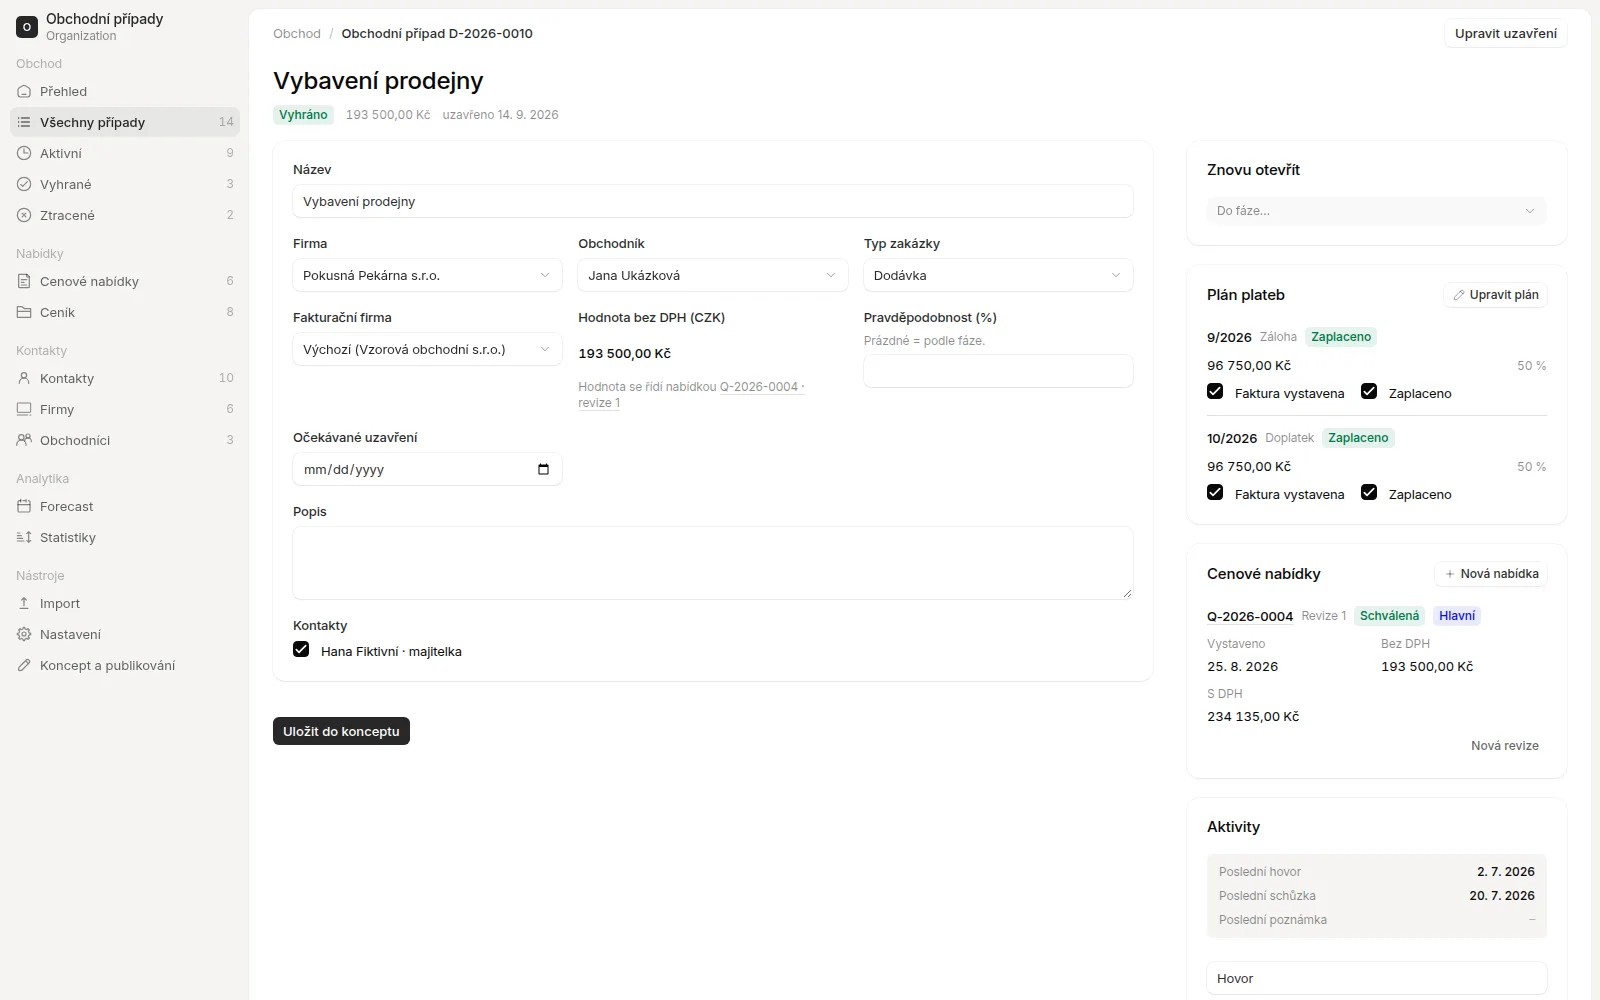 O
Obchodní případy
Organization
Obchod
Přehled
Všechny případy 14
Aktivní 9
Vyhrané 3
Ztracené 2
Nabídky
Cenové nabídky 6
Ceník 8
Kontakty
Kontakty 10
Firmy 6
Obchodníci 3
Analytika
Forecast
Statistiky
Nástroje
Import
Nastavení
Koncept a publikování
Obchod / Obchodní případ D-2026-0010
Upravit uzavření
Vybavení prodejny
Vyhráno 193 500,00 Kč uzavřeno 14. 9. 2026
Název
Vybavení prodejny
Firma
Pokusná Pekárna s.r.o.
Obchodník
Jana Ukázková
Typ zakázky
Dodávka
Fakturační firma
Výchozí (Vzorová obchodní s.r.o.)
Hodnota bez DPH (CZK)
193 500,00 Kč
Hodnota se řídí nabídkou Q-2026-0004 ·
revize 1
Pravděpodobnost (%)
Prázdné = podle fáze.
Očekávané uzavření
mm/dd/yyyy
Popis
Kontakty
Hana Fiktivní · majitelka
Uložit do konceptu
Znovu otevřít
Do fáze...
Plán plateb
Upravit plán
9/2026 Záloha Zaplaceno
96 750,00 Kč 50 %
Faktura vystavena Zaplaceno
10/2026 Doplatek Zaplaceno
96 750,00 Kč 50 %
Faktura vystavena Zaplaceno
Cenové nabídky
+ Nová nabídka
Q-2026-0004 Revize 1 Schválená Hlavní
Vystaveno
25. 8. 2026
Bez DPH
193 500,00 Kč
S DPH
234 135,00 Kč
Nová revize
Aktivity
Poslední hovor 2. 7. 2026
Poslední schůzka 20. 7. 2026
Poslední poznámka –
Hovor